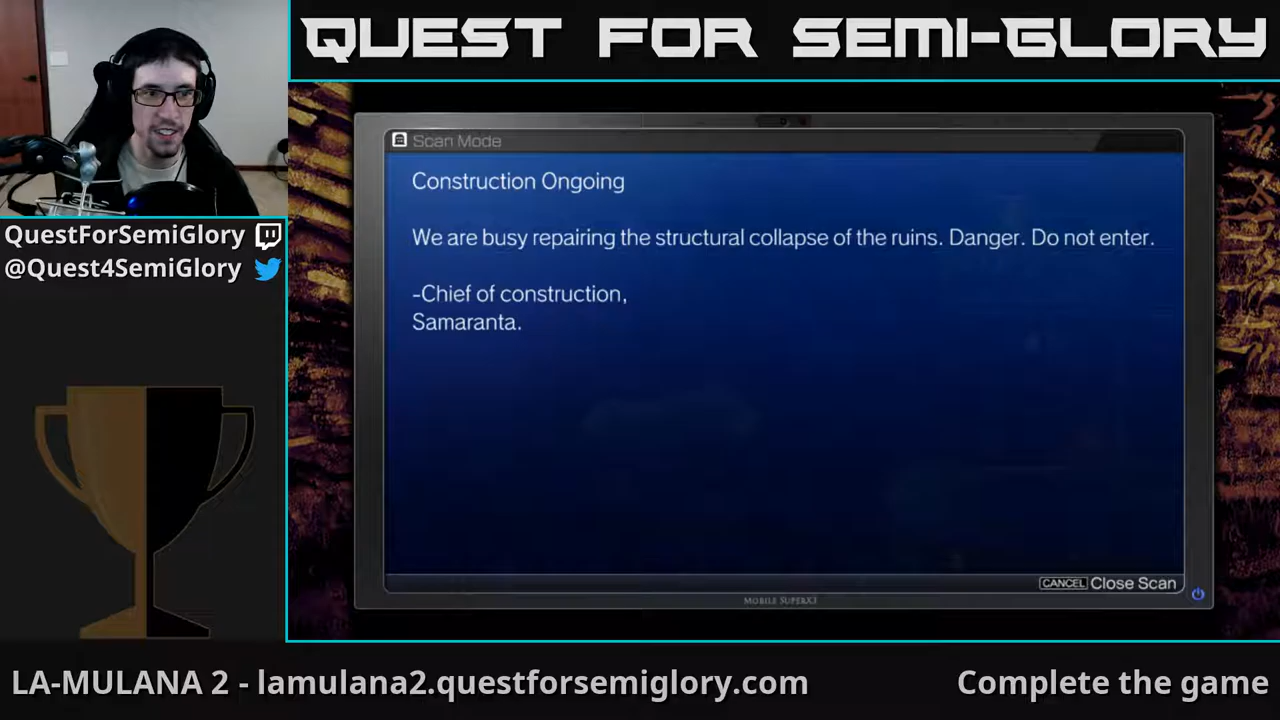 QUEST FOR SEMI-GLORY
Scan Mode
Construction Ongoing
We are busy repairing the structural collapse of the ruins. Danger. Do not enter.
-Chief of construction,
Samaranta.
CANCEL Close Scan
MOBILE SUPERX3
QuestForSemiGlory
@Quest4SemiGlory
LA-MULANA 2 - lamulana2.questforsemiglory.com
Complete the game